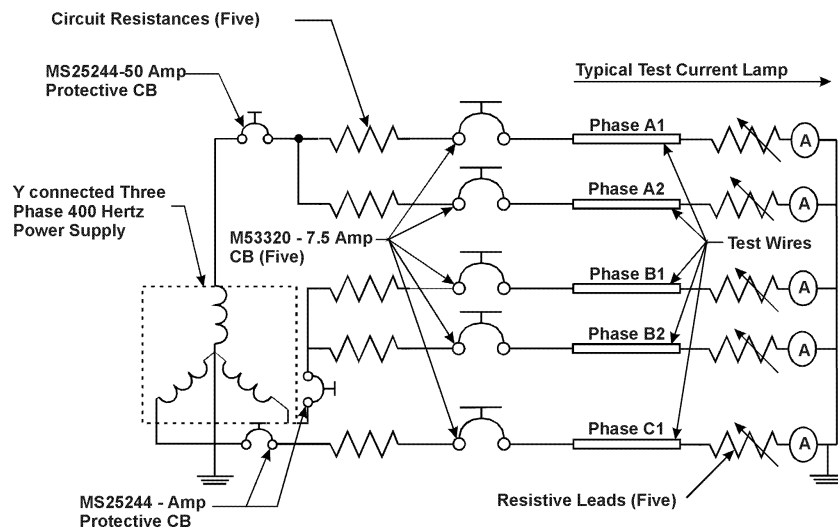 Circuit Resistances (Five)
MS25244-50 Amp
Protective CB
Typical Test Current Lamp
Phase A1
A
Y connected Three
Phase 400 Hertz
Power Supply
Phase A2
A
M53320 - 7.5 Amp
CB (Five)
Test Wires
Phase B1
A
Phase B2
A
Phase C1
A
MS25244 - Amp
Protective CB
Resistive Leads (Five)